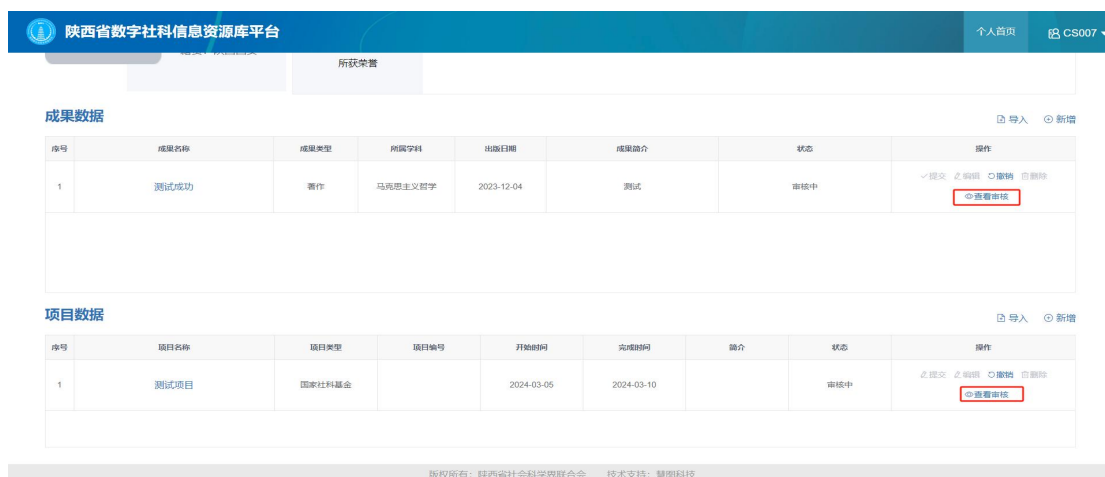 陕西省数字社科信息资源库平台
个人首页 CS007
所获荣誉
成果数据
导入 新增
序号 成果名称 成果类型 所属学科 出版日期 成果简介 状态 操作
1 测试成功 著作 马克思主义哲学 2023-12-04 测试 审核中 提交 编辑 撤销 删除
查看审核
项目数据
导入 新增
序号 项目名称 项目类型 项目编号 开始时间 完成时间 简介 状态 操作
1 测试项目 国家社科基金 2024-03-05 2024-03-10 审核中 提交 编辑 撤销 删除
查看审核
版权所有：陕西省社会科学界联合会 技术支持：慧明科技